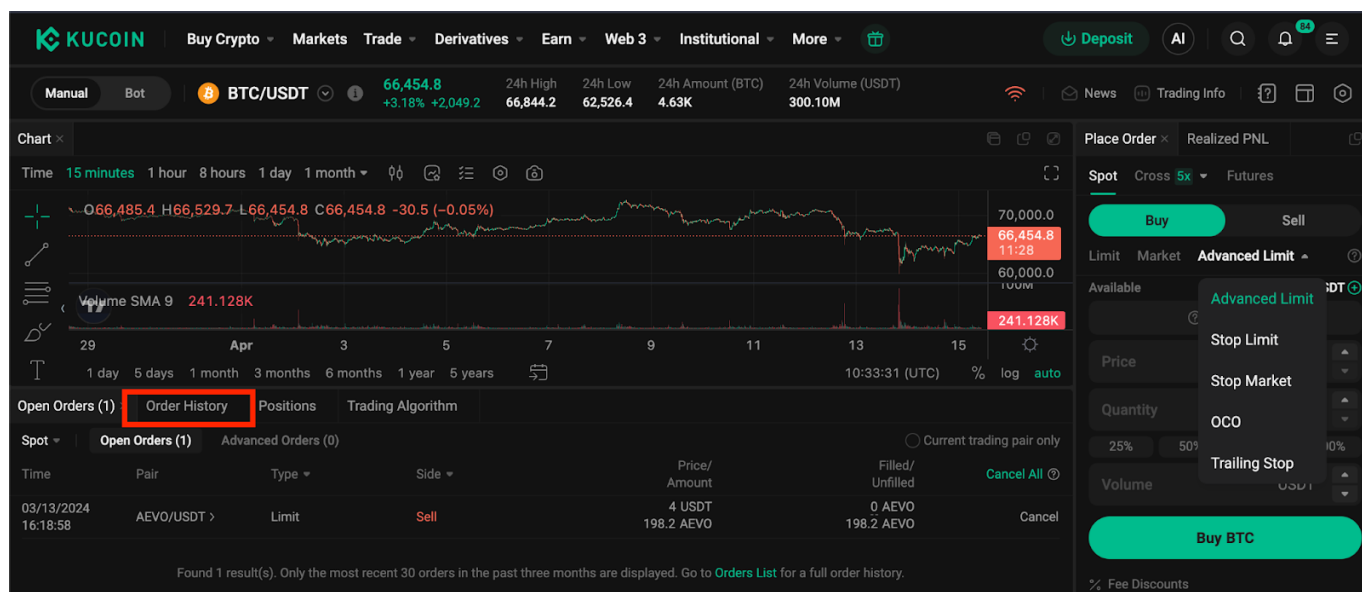 KUCOIN Buy Crypto Markets Trade Derivatives Earn Web 3 Institutional More Deposit AI 84
Manual Bot BTC/USDT 66,454.8 24h High 24h Low 24h Amount (BTC) 24h Volume (USDT) News Trading Info
+3.18% +2,049.2 66,844.2 62,526.4 4.63K 300.10M
Chart Place Order Realized PNL
Time 15 minutes 1 hour 8 hours 1 day 1 month Spot Cross 5x Futures
O66,485.4 H66,529.7 L66,454.8 C66,454.8 -30.5 (-0.05%) 70,000.0 Buy Sell
66,454.8
11:28
Limit Market Advanced Limit
60,000.0
100M
Available
Advanced Limit
Volume SMA 9 241.128K
241.128K
Stop Limit
29 Apr 3 5 7 9 11 13 15
Price
1 day 5 days 1 month 3 months 6 months 1 year 5 years 10:33:31 (UTC) % log auto
Stop Market
Open Orders (1) Order History Positions Trading Algorithm
Quantity
OCO
Spot Open Orders (1) Advanced Orders (0) Current trading pair only
25%
Trailing Stop
Time Pair Type Side Price/ Amount Filled/ Unfilled Cancel All
Volume USDT
03/13/2024 16:18:58 AEVO/USDT Limit Sell 4 USDT 198.2 AEVO 0 AEVO 198.2 AEVO Cancel
Buy BTC
Found 1 result(s). Only the most recent 30 orders in the past three months are displayed. Go to Orders List for a full order history.
% Fee Discounts